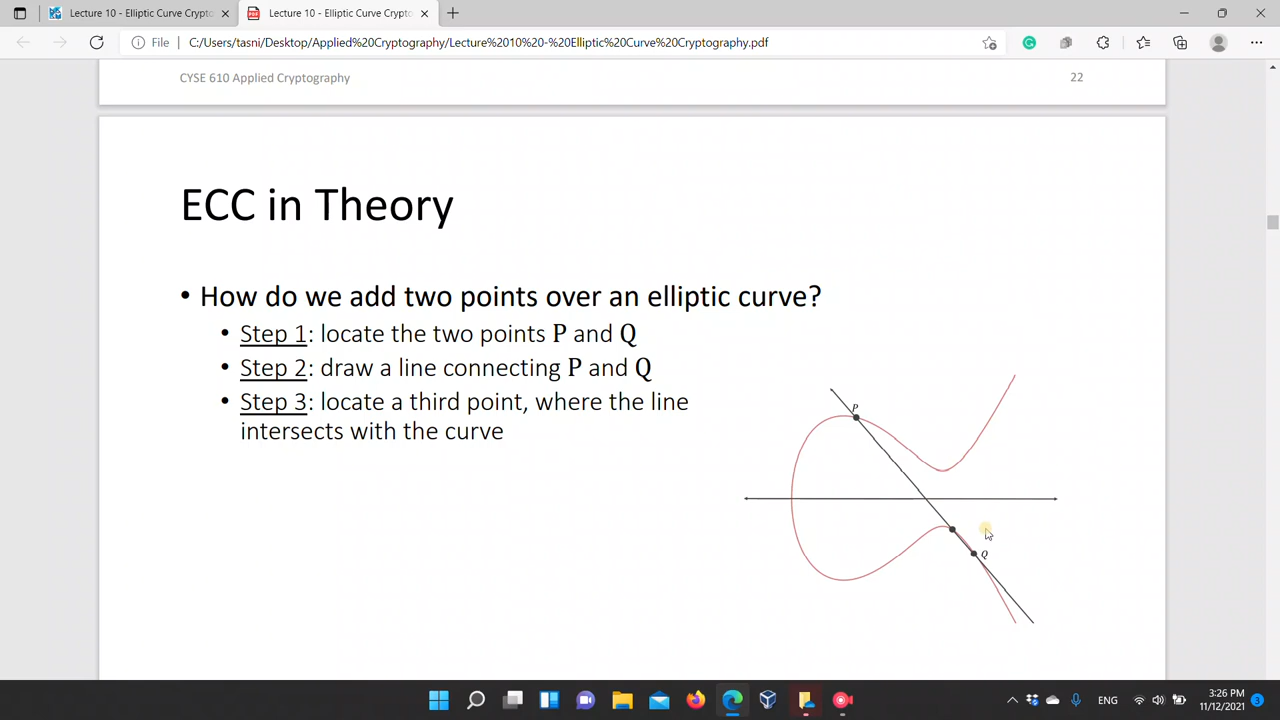 Lecture 10 - Elliptic Curve Crypto
Lecture 10 - Elliptic Curve Crypto
File
C:/Users/tasni/Desktop/Applied%20Cryptography/Lecture%2010%20-%20Elliptic%20Curve%20Cryptography.pdf
CYSE 610 Applied Cryptography
22
ECC in Theory
• How do we add two points over an elliptic curve?
• Step 1: locate the two points P and Q
• Step 2: draw a line connecting P and Q
• Step 3: locate a third point, where the line
intersects with the curve
P
Q
ENG
3:26 PM
11/12/2021
3